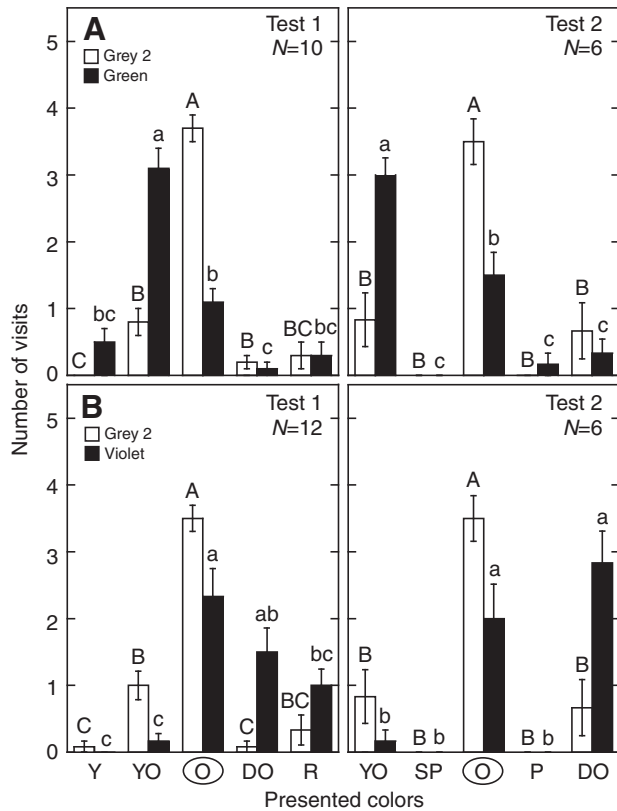 A
Test 1
N=10
Grey 2
Green
Test 2
N=6
5
4
3
2
1
0
C bc B a A b B c BC bc
B a B c A b B c B c
Number of visits
B
Test 1
N=12
Grey 2
Violet
Test 2
N=6
5
4
3
2
1
0
C c B c A a C ab BC bc
B b B b A a B b B a
Y YO O DO R
YO SP O P DO
Presented colors